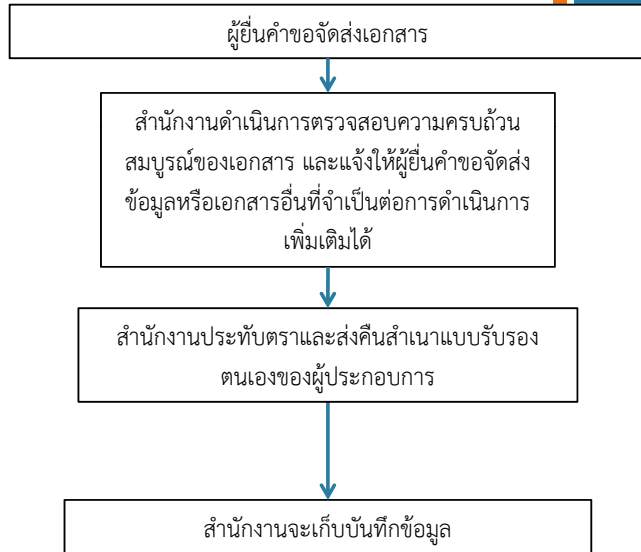 ผู้ยื่นคำขอจัดส่งเอกสาร
สำนักงานดำเนินการตรวจสอบความครบถ้วน
สมบูรณ์ของเอกสาร และแจ้งให้ผู้ยื่นคำขอจัดส่ง
ข้อมูลหรือเอกสารอื่นที่จำเป็นต่อการดำเนินการ
เพิ่มเติมได้
สำนักงานประทับตราและส่งคืนสำเนาแบบรับรอง
ตนเองของผู้ประกอบการ
สำนักงานจะเก็บบันทึกข้อมูล